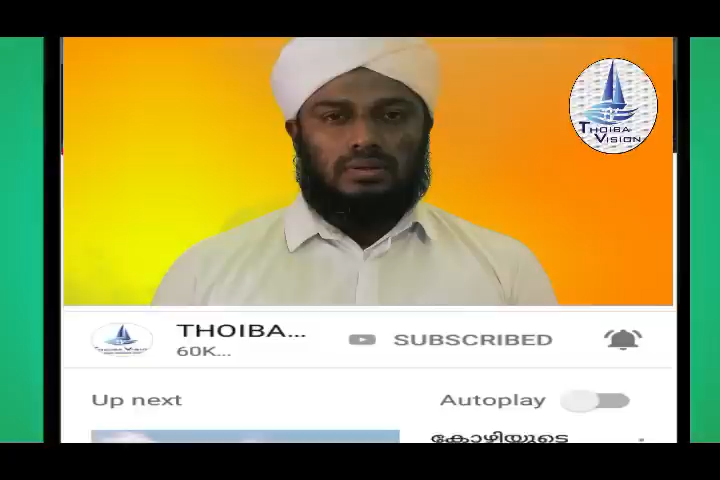 THOIBA
VISION
THOIBA... SUBSCRIBED
60K...
Up next Autoplay
കോഴിയുടെ